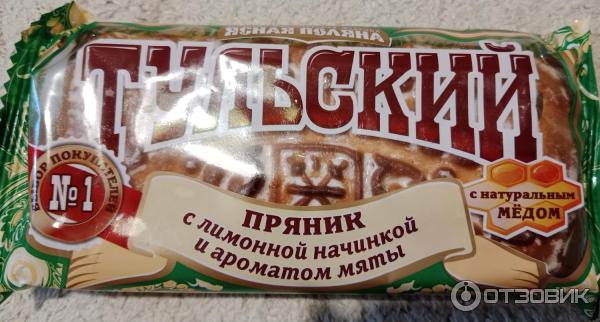 ЯСНАЯ ПОЛЯНА
ТУЛЬСКИЙ
ВЫБОР ПОКУПАТЕЛЕЙ
№1
ПРЯНИК
с лимонной начинкой
и ароматом мяты
с натуральным
МЁДОМ
ОТЗОВИК